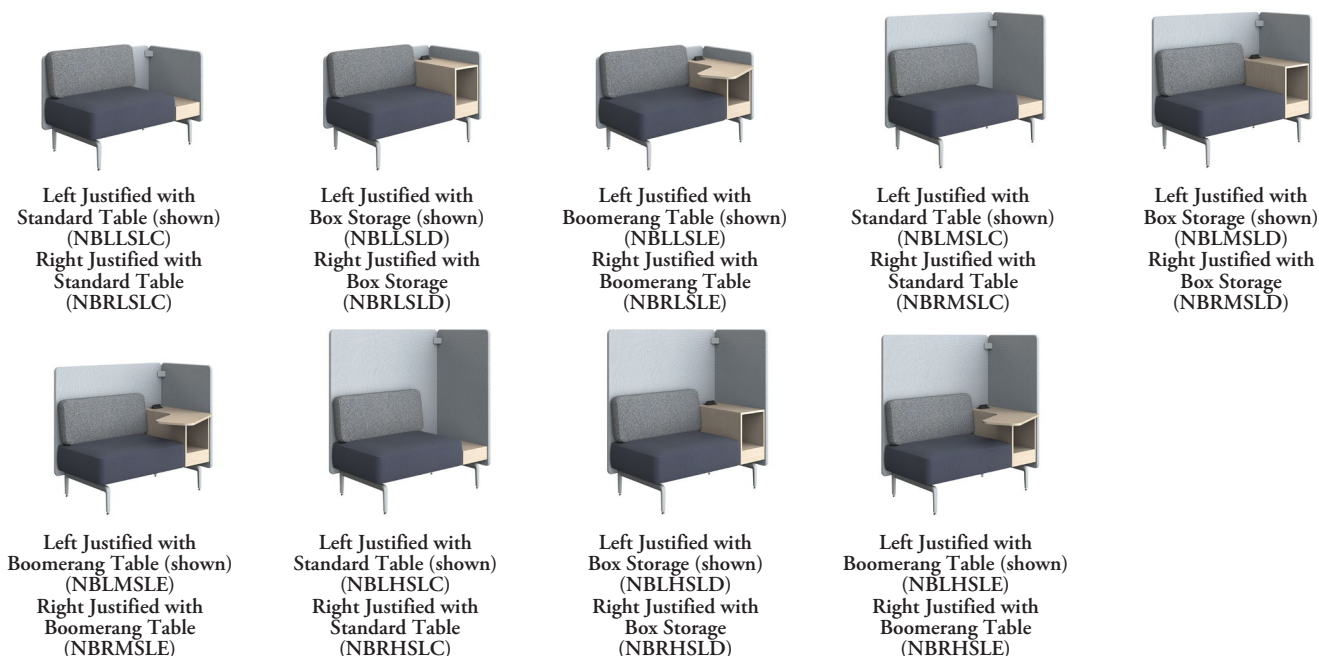 Left Justified with
Standard Table (shown)
(NBLLSLC)
Right Justified with
Standard Table
(NBRLSLC)
Left Justified with
Box Storage (shown)
(NBLLSLD)
Right Justified with
Box Storage
(NBRLSLD)
Left Justified with
Boomerang Table (shown)
(NBLLSLE)
Right Justified with
Boomerang Table
(NBRLSLE)
Left Justified with
Standard Table (shown)
(NBLMSLC)
Right Justified with
Standard Table
(NBRMSLC)
Left Justified with
Box Storage (shown)
(NBLMSLD)
Right Justified with
Box Storage
(NBRMSLD)
Left Justified with
Boomerang Table (shown)
(NBLMSLE)
Right Justified with
Boomerang Table
(NBRMSLE)
Left Justified with
Standard Table (shown)
(NBLHSLC)
Right Justified with
Standard Table
(NBRHSLC)
Left Justified with
Box Storage (shown)
(NBLHSLD)
Right Justified with
Box Storage
(NBRHSLD)
Left Justified with
Boomerang Table (shown)
(NBLHSLE)
Right Justified with
Boomerang Table
(NBRHSLE)